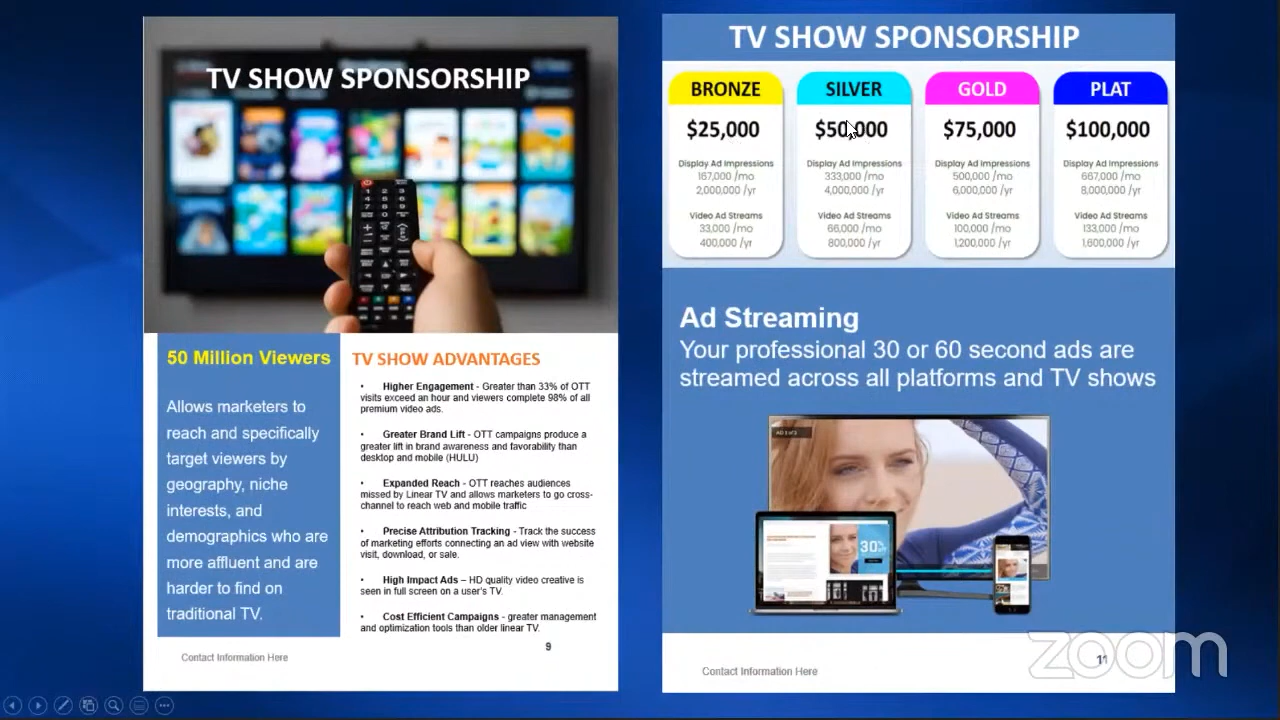 TV SHOW SPONSORSHIP
50 Million Viewers
Allows marketers to
reach and specifically
target viewers by
geography, niche
interests, and
demographics who are
more affluent and are
harder to find on
traditional TV.
TV SHOW ADVANTAGES
• Higher Engagement - Greater than 33% of OTT
visits exceed an hour and viewers complete 98% of all
premium video ads.
• Greater Brand Lift - OTT campaigns produce a
greater lift in brand awareness and favorability than
desktop and mobile (HULU)
• Expanded Reach - OTT reaches audiences
missed by Linear TV and allows marketers to go cross-
channel to reach web and mobile traffic
• Precise Attribution Tracking - Track the success
of marketing efforts connecting an ad view with website
visit, download, or sale.
• High Impact Ads – HD quality video creative is
seen in full screen on a user's TV.
• Cost Efficient Campaigns - greater management
and optimization tools than older linear TV.
9
Contact Information Here
TV SHOW SPONSORSHIP
BRONZE
$25,000
Display Ad Impressions
167,000 /mo
2,000,000 /yr
Video Ad Streams
33,000 /mo
400,000 /yr
SILVER
$50,000
Display Ad Impressions
333,000 /mo
4,000,000 /yr
Video Ad Streams
66,000 /mo
800,000 /yr
GOLD
$75,000
Display Ad Impressions
500,000 /mo
6,000,000 /yr
Video Ad Streams
100,000 /mo
1,200,000 /yr
PLAT
$100,000
Display Ad Impressions
667,000 /mo
8,000,000 /yr
Video Ad Streams
133,000 /mo
1,600,000 /yr
Ad Streaming
Your professional 30 or 60 second ads are
streamed across all platforms and TV shows
30%
Contact Information Here
11
zoom